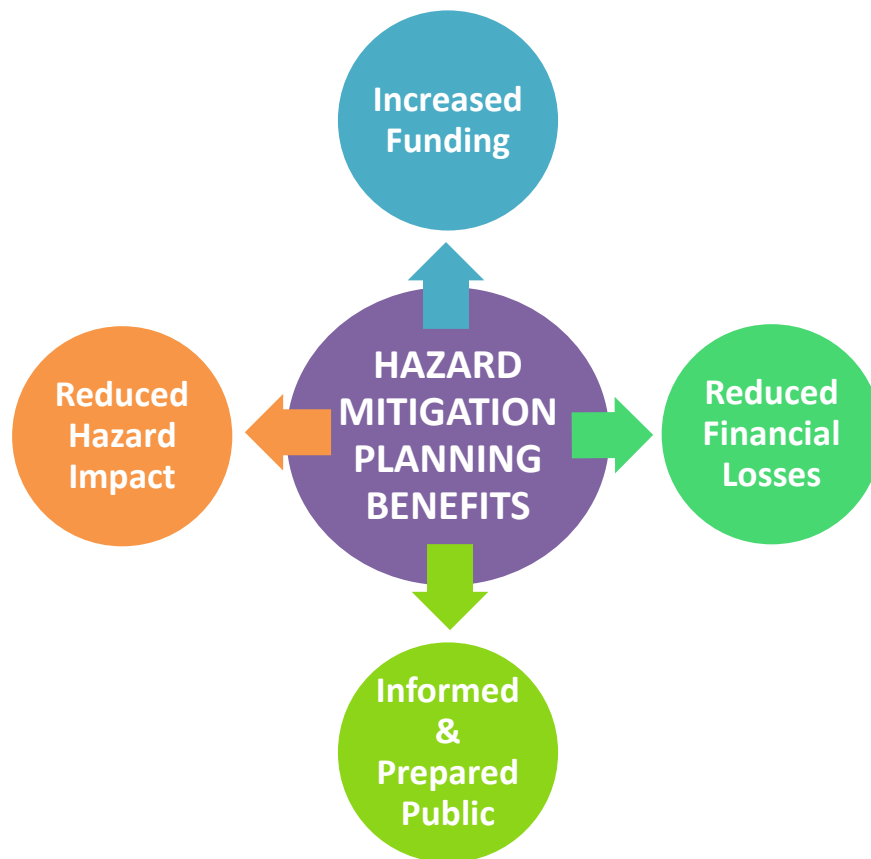 Increased
Funding
Reduced
Hazard
Impact
HAZARD
MITIGATION
PLANNING
BENEFITS
Reduced
Financial
Losses
Informed
&
Prepared
Public